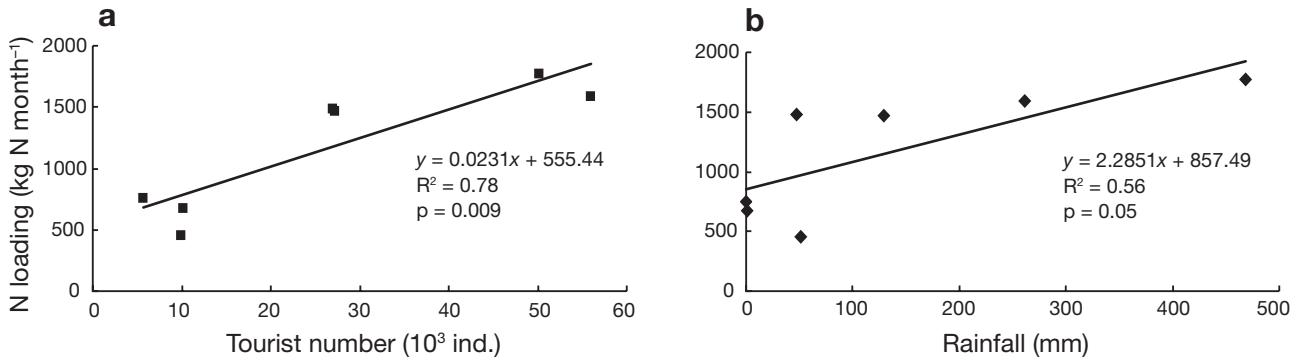 a
N loading (kg N month⁻¹)
2000
1500
1000
500
0
0 10 20 30 40 50 60
y = 0.0231x + 555.44
R² = 0.78
p = 0.009
Tourist number (10³ ind.)
b
2000
1500
1000
500
0
0 100 200 300 400 500
y = 2.2851x + 857.49
R² = 0.56
p = 0.05
Rainfall (mm)